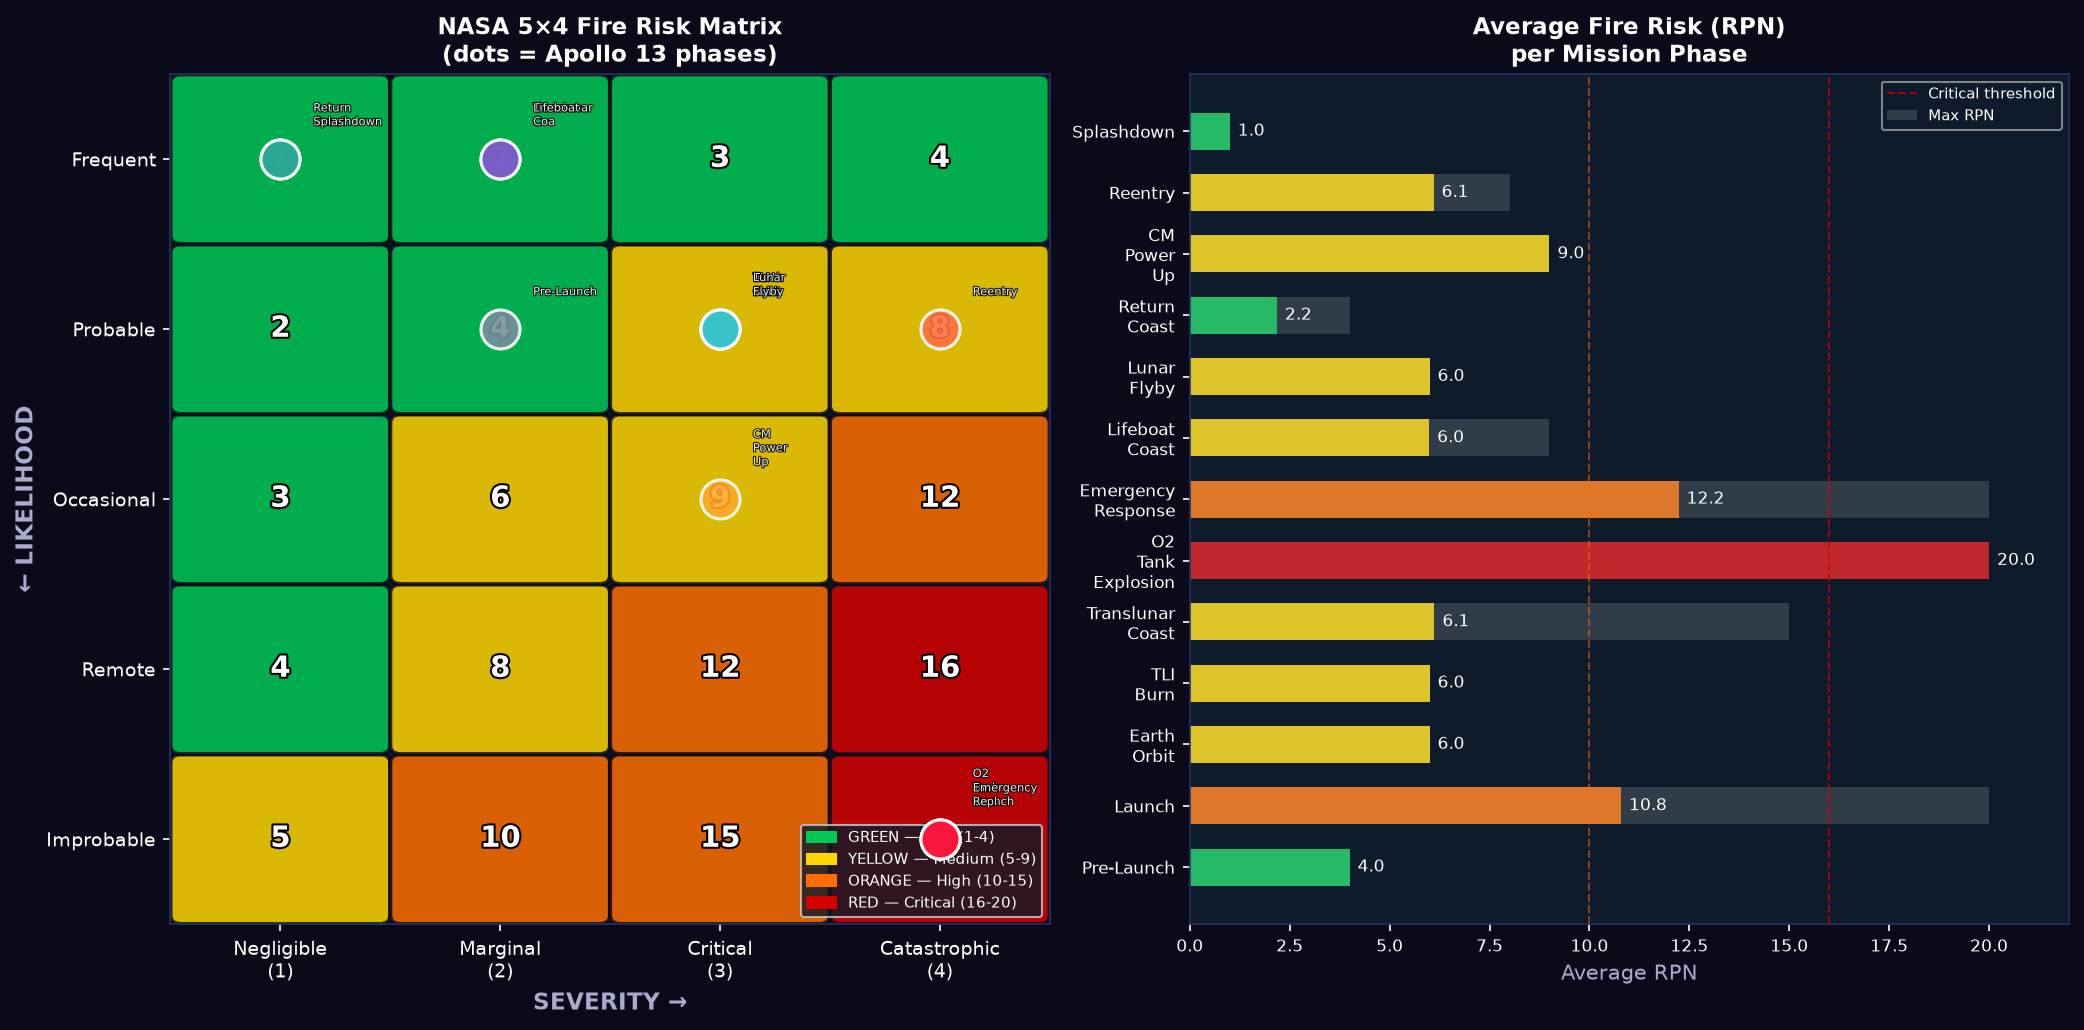 NASA 5×4 Fire Risk Matrix
(dots = Apollo 13 phases)
Return
Splashdown
Coa
3
4
Frequent
2
Pre-Launch
4
Flyby
Reentry
8
Probable
3
6
CM
Power
Up
9
12
Occasional
4
8
12
16
Remote
5
10
15
O2
Emergency
Improbable
GREEN — (1-4)
YELLOW — Medium (5-9)
ORANGE — High (10-15)
RED — Critical (16-20)
← LIKELIHOOD
Negligible
(1)
Marginal
(2)
Critical
(3)
Catastrophic
(4)
SEVERITY →
Average Fire Risk (RPN)
per Mission Phase
Critical threshold
Max RPN
Splashdown
1.0
Reentry
6.1
CM
Power
Up
9.0
Return
Coast
2.2
Lunar
Flyby
6.0
Lifeboat
Coast
6.0
Emergency
Response
12.2
O2
Tank
Explosion
20.0
Translunar
Coast
6.1
TLI
Burn
6.0
Earth
Orbit
6.0
Launch
10.8
Pre-Launch
4.0
0.0 2.5 5.0 7.5 10.0 12.5 15.0 17.5 20.0
Average RPN